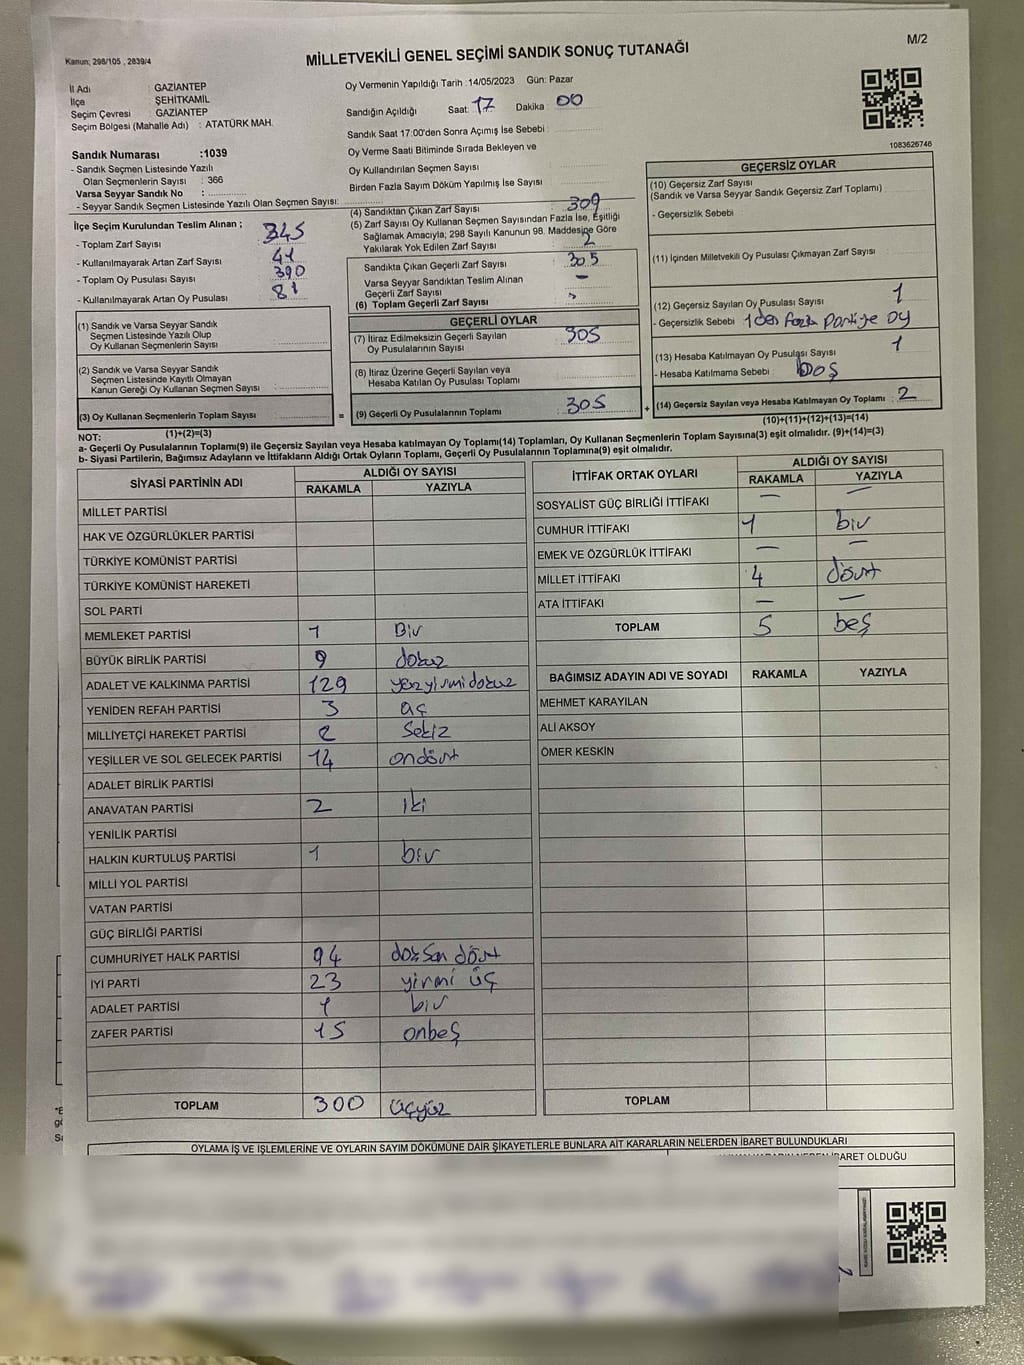 M/2
Kanun; 298/105 , 2839/4
MİLLETVEKİLİ GENEL SEÇİMİ SANDIK SONUÇ TUTANAĞI
İl Adı : GAZİANTEP
İlçe ŞEHİTKAMİL
Seçim Çevresi : GAZİANTEP
Seçim Bölgesi (Mahalle Adı) : ATATÜRK MAH.
Sandık Numarası :1039
- Sandık Seçmen Listesinde Yazılı
Olan Seçmenlerin Sayısı : 366
Varsa Seyyar Sandık No :
- Seyyar Sandık Seçmen Listesinde Yazılı Olan Seçmen Sayısı:
Oy Vermenin Yapıldığı Tarih :14/05/2023 Gün: Pazar
Sandığın Açıldığı Saat: 17 Dakika : 00
Sandık Saat 17:00'den Sonra Açımış İse Sebebi :
Oy Verme Saati Bitiminde Sırada Bekleyen ve
Oy Kullandırılan Seçmen Sayısı
Birden Fazla Sayım Döküm Yapılmış İse Sayısı
1083626746
İlçe Seçim Kurulundan Teslim Alınan ;
- Toplam Zarf Sayısı 345
- Kullanılmayarak Artan Zarf Sayısı : 41
- Toplam Oy Pusulası Sayısı : 390
- Kullanılmayarak Artan Oy Pusulası : 81
(4) Sandıktan Çıkan Zarf Sayısı : 309
(5) Zarf Sayısı Oy Kullanan Seçmen Sayısından Fazla İse, Eşitliği
Sağlamak Amacıyla; 298 Sayılı Kanunun 98. Maddesine Göre
Yakılarak Yok Edilen Zarf Sayısı : 2
Sandıkta Çıkan Geçerli Zarf Sayısı : 305
Varsa Seyyar Sandıktan Teslim Alınan
Geçerli Zarf Sayısı : –
(6) Toplam Geçerli Zarf Sayısı :
GEÇERLİ OYLAR
(7) İtiraz Edilmeksizin Geçerli Sayılan 305
Oy Pusulalarının Sayısı
(8) İtiraz Üzerine Geçerli Sayılan veya
Hesaba Katılan Oy Pusulası Toplamı
(9) Geçerli Oy Pusulalarının Toplamı : 305
GEÇERSİZ OYLAR
(10) Geçersiz Zarf Sayısı
(Sandık ve Varsa Seyyar Sandık Geçersiz Zarf Toplamı)
- Geçersizlik Sebebi
(11) İçinden Milletvekili Oy Pusulası Çıkmayan Zarf Sayısı
(12) Geçersiz Sayılan Oy Pusulası Sayısı 1
- Geçersizlik Sebebi : 1den fazla partiye oy
(13) Hesaba Katılmayan Oy Pusulası Sayısı 1
- Hesaba Katılmama Sebebi : Boş
+ (14) Geçersiz Sayılan veya Hesaba Katılmayan Oy Toplamı : 2
(10)+(11)+(12)+(13)=(14)
(1) Sandık ve Varsa Seyyar Sandık
Seçmen Listesinde Yazılı Olup
Oy Kullanan Seçmenlerin Sayısı
(2) Sandık ve Varsa Seyyar Sandık
Seçmen Listesinde Kayıtlı Olmayan
Kanun Gereği Oy Kullanan Seçmen Sayısı
(3) Oy Kullanan Seçmenlerin Toplam Sayısı =
(1)+(2)=(3)
NOT:
a- Geçerli Oy Pusulalarının Toplamı(9) ile Geçersiz Sayılan veya Hesaba katılmayan Oy Toplamı(14) Toplamları, Oy Kullanan Seçmenlerin Toplam Sayısına(3) eşit olmalıdır. (9)+(14)=(3)
b- Siyasi Partilerin, Bağımsız Adayların ve İttifakların Aldığı Ortak Oyların Toplamı, Geçerli Oy Pusulalarının Toplamına(9) eşit olmalıdır.
SİYASİ PARTİNİN ADI ALDIĞI OY SAYISI
RAKAMLA YAZIYLA
MİLLET PARTİSİ
HAK VE ÖZGÜRLÜKLER PARTİSİ
TÜRKİYE KOMÜNİST PARTİSİ
TÜRKİYE KOMÜNİST HAREKETİ
SOL PARTİ
MEMLEKET PARTİSİ 1 Bir
BÜYÜK BİRLİK PARTİSİ 9 dokuz
ADALET VE KALKINMA PARTİSİ 129 yüzyirmidokuz
YENİDEN REFAH PARTİSİ 3 üç
MİLLİYETÇİ HAREKET PARTİSİ 8 Sekiz
YEŞİLLER VE SOL GELECEK PARTİSİ 14 ondört
ADALET BİRLİK PARTİSİ
ANAVATAN PARTİSİ 2 iki
YENİLİK PARTİSİ
HALKIN KURTULUŞ PARTİSİ 1 bir
MİLLİ YOL PARTİSİ
VATAN PARTİSİ
GÜÇ BİRLİĞİ PARTİSİ
CUMHURİYET HALK PARTİSİ 94 doksan dört
İYİ PARTİ 23 yirmi üç
ADALET PARTİSİ 1 bir
ZAFER PARTİSİ 15 onbeş
TOPLAM 300 üçyüz
İTTİFAK ORTAK OYLARI ALDIĞI OY SAYISI
RAKAMLA YAZIYLA
SOSYALİST GÜÇ BİRLİĞİ İTTİFAKI — —
CUMHUR İTTİFAKI 1 bir
EMEK VE ÖZGÜRLÜK İTTİFAKI — —
MİLLET İTTİFAKI 4 dört
ATA İTTİFAKI — —
TOPLAM 5 beş
BAĞIMSIZ ADAYIN ADI VE SOYADI RAKAMLA YAZIYLA
MEHMET KARAYILAN
ALİ AKSOY
ÖMER KESKİN
TOPLAM
OYLAMA İŞ VE İŞLEMLERİNE VE OYLARIN SAYIM DÖKÜMÜNE DAİR ŞİKAYETLERLE BUNLARA AİT KARARLARIN NELERDEN İBARET BULUNDUKLARI
İBARET OLDUĞU